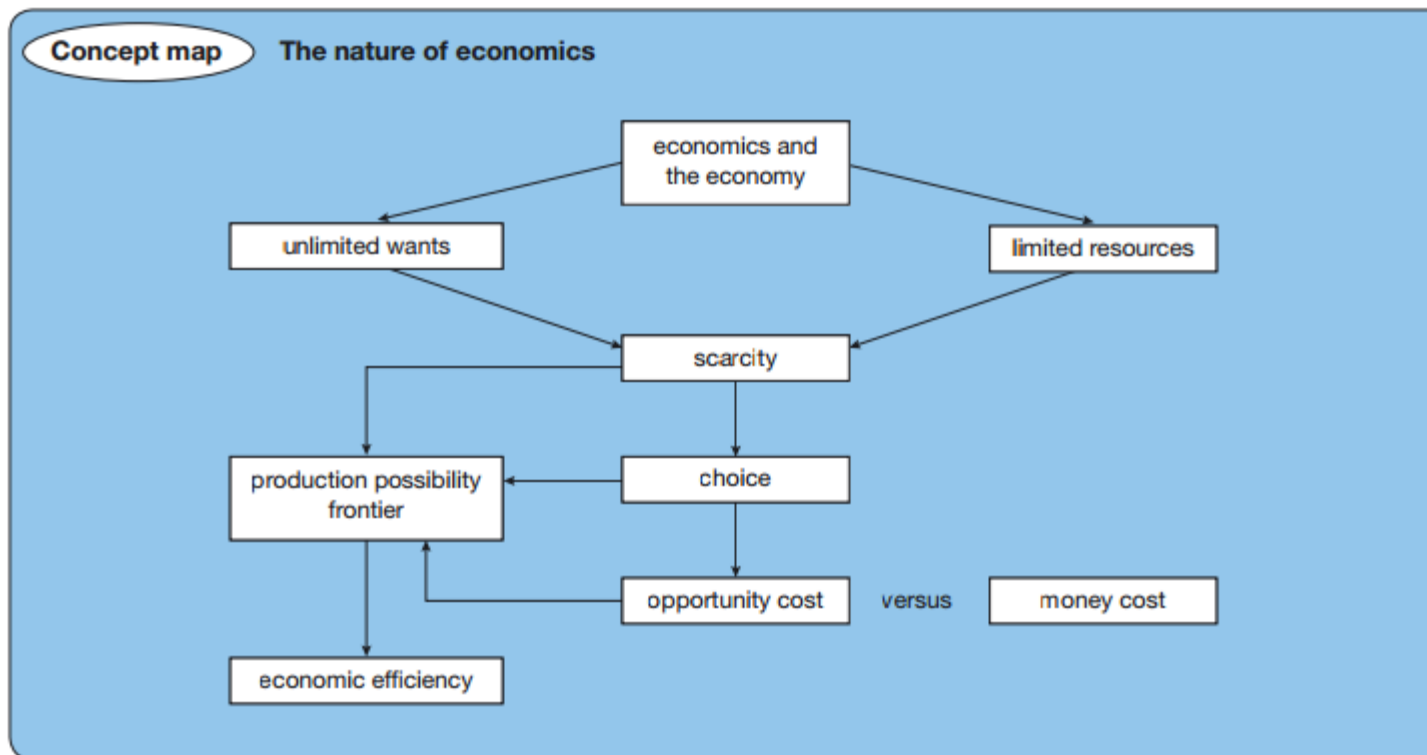 Concept map
The nature of economics
economics and
the economy
unlimited wants
limited resources
scarcity
production possibility
frontier
choice
opportunity cost
versus
money cost
economic efficiency